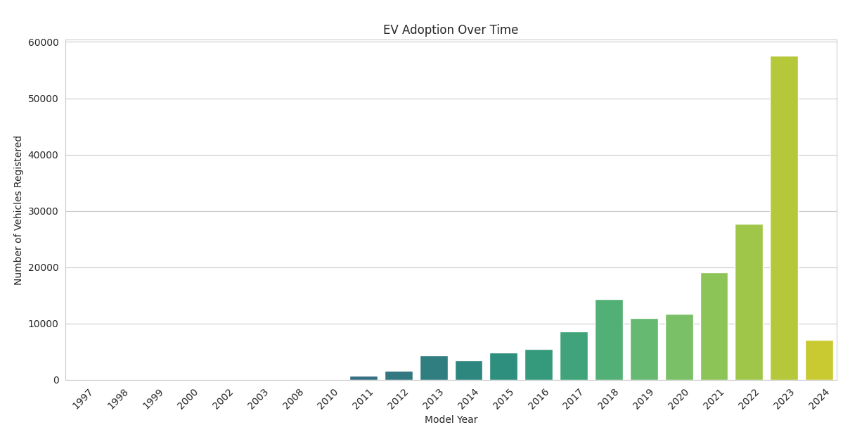 EV Adoption Over Time
Number of Vehicles Registered
60000
50000
40000
30000
20000
10000
0
1997 1998 1999 2000 2002 2003 2008 2010 2011 2012 2013 2014 2015 2016 2017 2018 2019 2020 2021 2022 2023 2024
Model Year